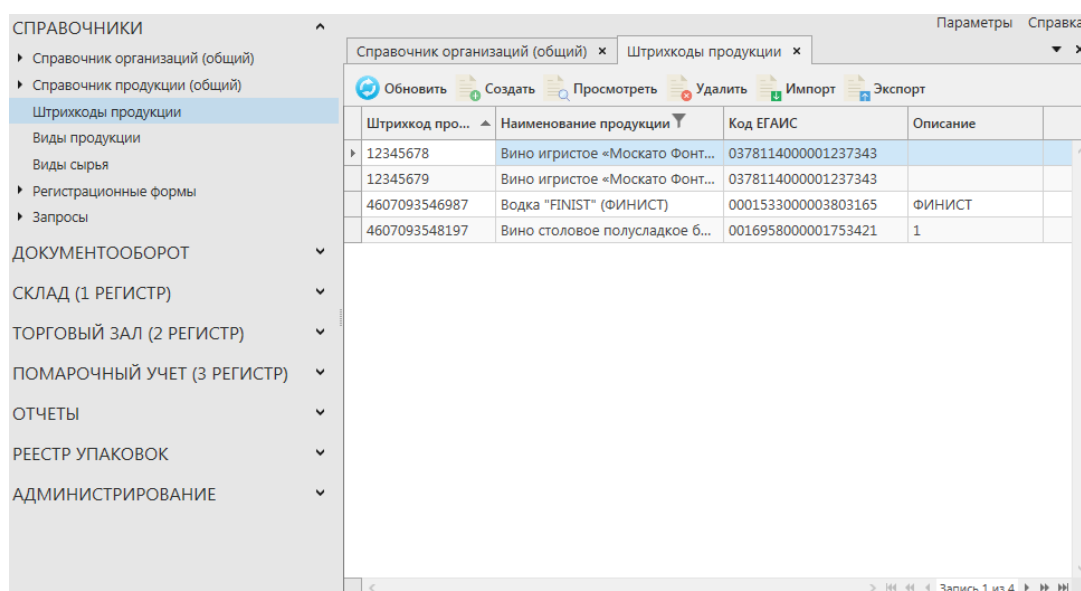 СПРАВОЧНИКИ
Справочник организаций (общий)
Справочник продукции (общий)
Штрихкоды продукции
Виды продукции
Виды сырья
Регистрационные формы
Запросы
ДОКУМЕНТООБОРОТ
СКЛАД (1 РЕГИСТР)
ТОРГОВЫЙ ЗАЛ (2 РЕГИСТР)
ПОМАРОЧНЫЙ УЧЕТ (3 РЕГИСТР)
ОТЧЕТЫ
РЕЕСТР УПАКОВОК
АДМИНИСТРИРОВАНИЕ
Параметры Справка
Справочник организаций (общий) × Штрихкоды продукции ×
Обновить Создать Просмотреть Удалить Импорт Экспорт
Штрихкод про... Наименование продукции Код ЕГАИС Описание
12345678 Вино игристое «Москато Фонт... 0378114000001237343
12345679 Вино игристое «Москато Фонт... 0378114000001237343
4607093546987 Водка "FINIST" (ФИНИСТ) 0001533000003803165 ФИНИСТ
4607093548197 Вино столовое полусладкое б... 0016958000001753421 1
Запись 1 из 4